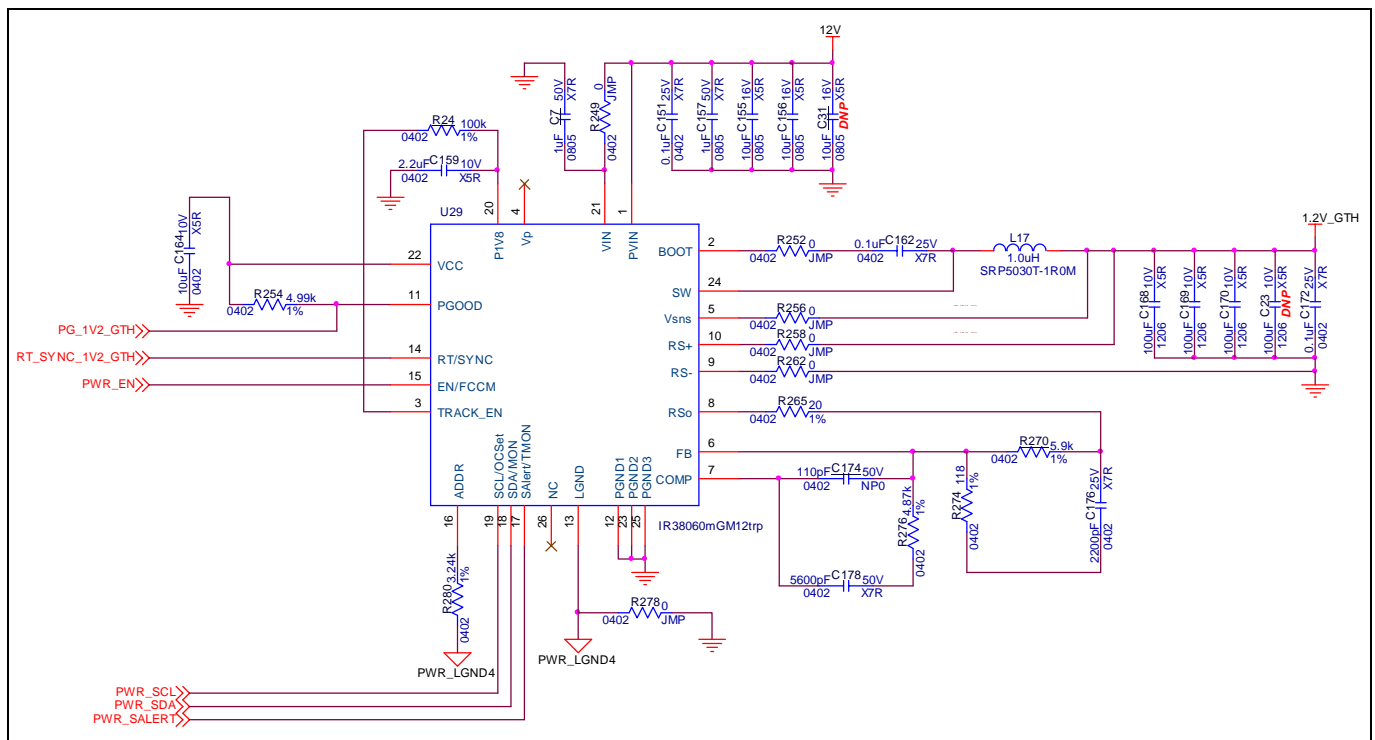 12V
50V
X7R
C7
1uF
0805
0
JMP
R249
0402
25V
X7R
C151
0.1uF
0402
50V
X7R
C157
1uF
0805
16V
X5R
C155
10uF
0805
16V
X5R
C156
10uF
0805
16V
X5R
C31
DNP
10uF
0805
R24
100k
0402
1%
2.2uF
C159
10V
0402
X5R
10V
X5R
C164
10uF
0402
U29
20
4
21
1
P1V8
Vp
VIN
PVIN
22
VCC
R254
4.99k
0402
1%
11
PGOOD
PG_1V2_GTH
RT_SYNC_1V2_GTH
14
RT/SYNC
PWR_EN
15
EN/FCCM
3
TRACK_EN
BOOT
2
R252
0
0402
JMP
0.1uF
C162
25V
0402
X7R
L17
1.0uH
SRP5030T-1R0M
1.2V_GTH
SW
24
Vsns
5
R256
0
0402
JMP
RS+
10
R258
0
0402
JMP
RS-
9
R262
0
0402
JMP
10V
X5R
C168
100uF
1206
10V
X5R
C169
100uF
1206
10V
X5R
C170
100uF
1206
10V
X5R
C23
DNP
100uF
1206
25V
X7R
C172
0.1uF
0402
RSo
8
R265
20
0402
1%
FB
6
R270
5.9k
0402
1%
COMP
7
110pF
C174
50V
0402
NP0
4.87k
1%
R276
0402
118
1%
R274
0402
25V
X7R
C176
2200pF
0402
5600pF
C178
50V
0402
X7R
ADDR
SCL/OCSet
SDA/MON
SAlert/TMON
NC
LGND
PGND1
PGND2
PGND3
IR38060mGM12trp
16
19
18
17
26
13
12
23
25
3.24k
1%
R280
0402
R278
0
0402
JMP
PWR_LGND4
PWR_LGND4
PWR_SCL
PWR_SDA
PWR_SALERT